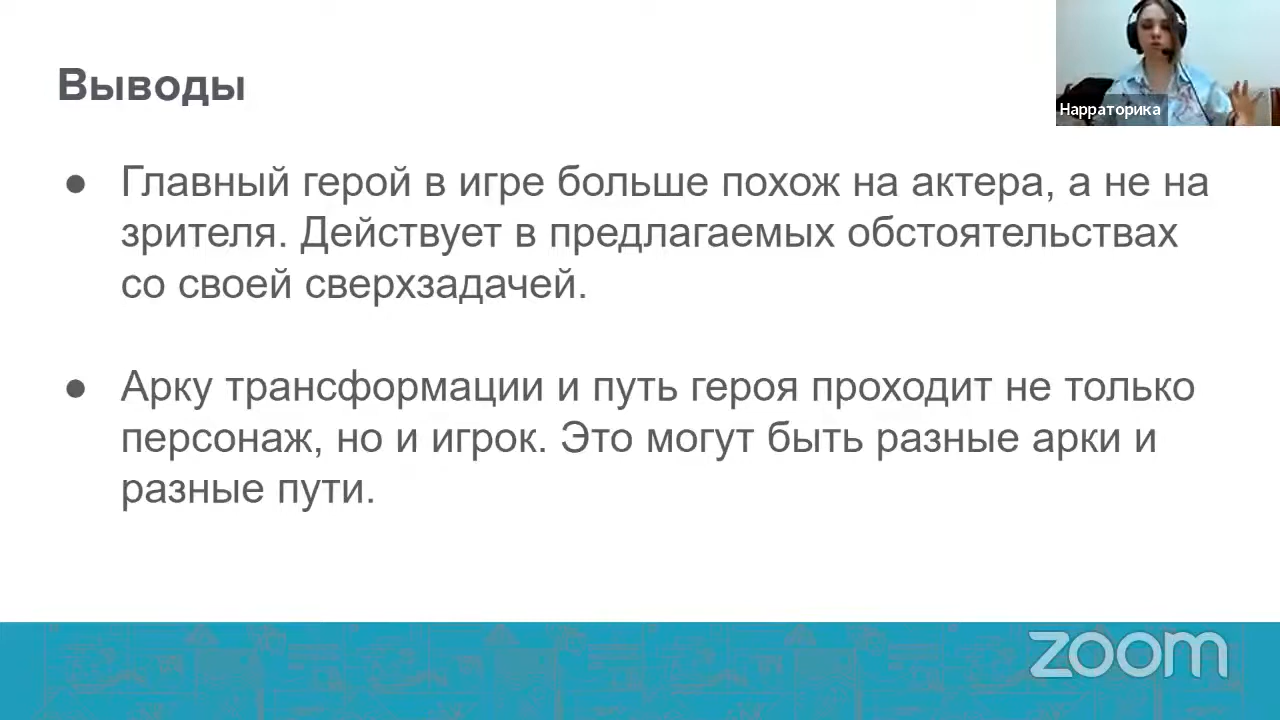 Выводы
Нарраторика
● Главный герой в игре больше похож на актера, а не на
зрителя. Действует в предлагаемых обстоятельствах
со своей сверхзадачей.
● Арку трансформации и путь героя проходит не только
персонаж, но и игрок. Это могут быть разные арки и
разные пути.
zoom